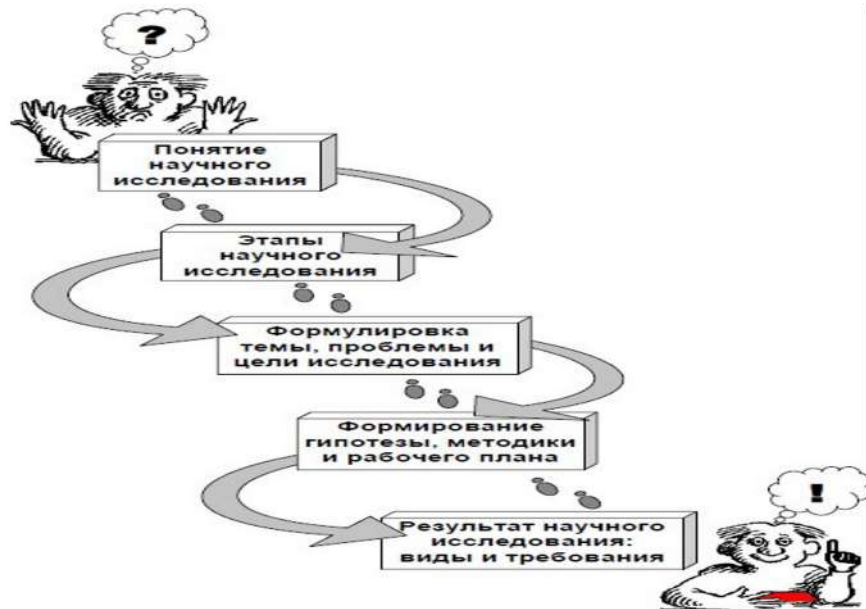 ?
Понятие
научного
исследования
Этапы
научного
исследования
Формулировка
темы, проблемы и
цели исследования
Формирование
гипотезы, методики
и рабочего плана
!
Результат научного
исследования:
виды и требования